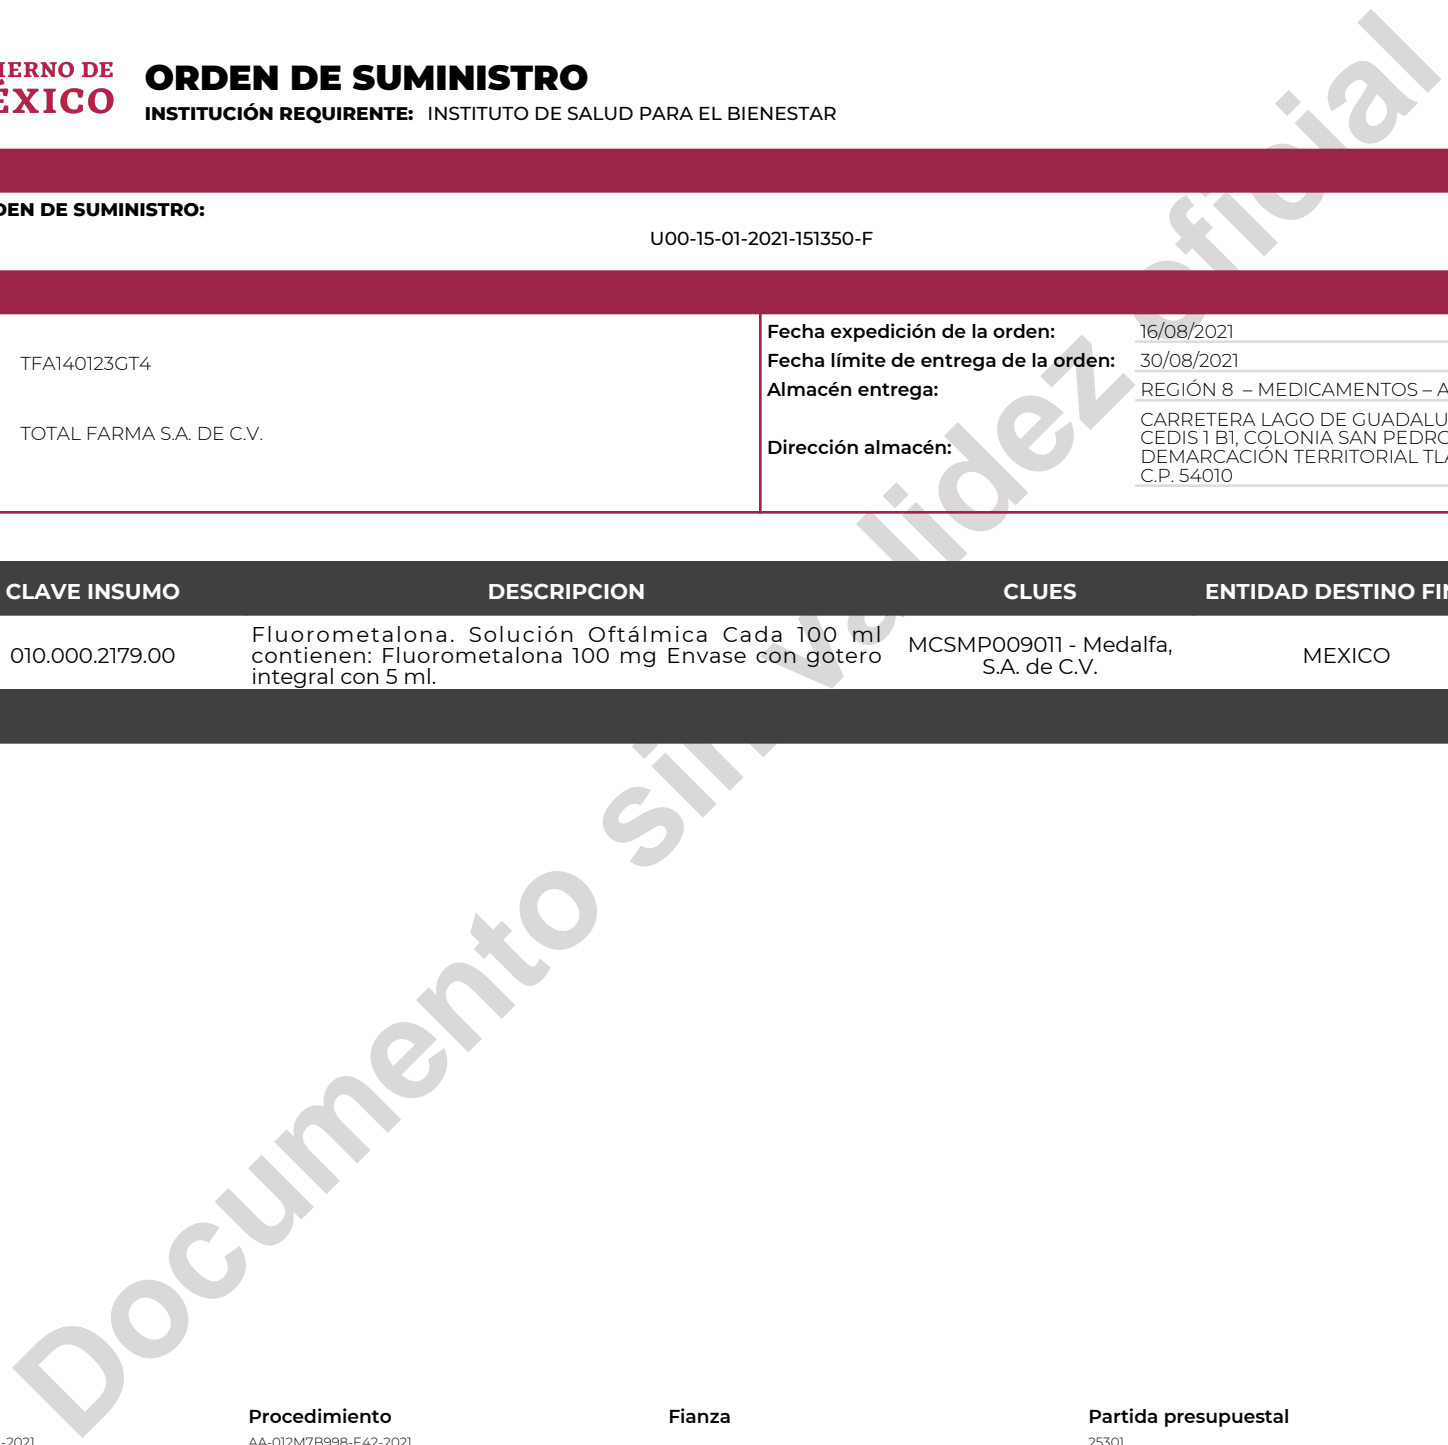 IERNO DE
ÉXICO
ORDEN DE SUMINISTRO
INSTITUCIÓN REQUIRENTE: INSTITUTO DE SALUD PARA EL BIENESTAR
DEN DE SUMINISTRO:
U00-15-01-2021-151350-F
TFA140123GT4
TOTAL FARMA S.A. DE C.V.
Fecha expedición de la orden: 16/08/2021
Fecha límite de entrega de la orden: 30/08/2021
Almacén entrega: REGIÓN 8 – MEDICAMENTOS – A
Dirección almacén:
CARRETERA LAGO DE GUADALU
CEDIS 1 B1, COLONIA SAN PEDRO
DEMARCACIÓN TERRITORIAL TLA
C.P. 54010
CLAVE INSUMO DESCRIPCION CLUES ENTIDAD DESTINO FIN
010.000.2179.00
Fluorometalona. Solución Oftálmica Cada 100 ml
contienen: Fluorometalona 100 mg Envase con gotero
integral con 5 ml.
MCSMP009011 - Medalfa,
S.A. de C.V.
MEXICO
Documento sin validez oficial
Procedimiento Fianza Partida presupuestal
-2021 AA-012M7B998-E42-2021 25301